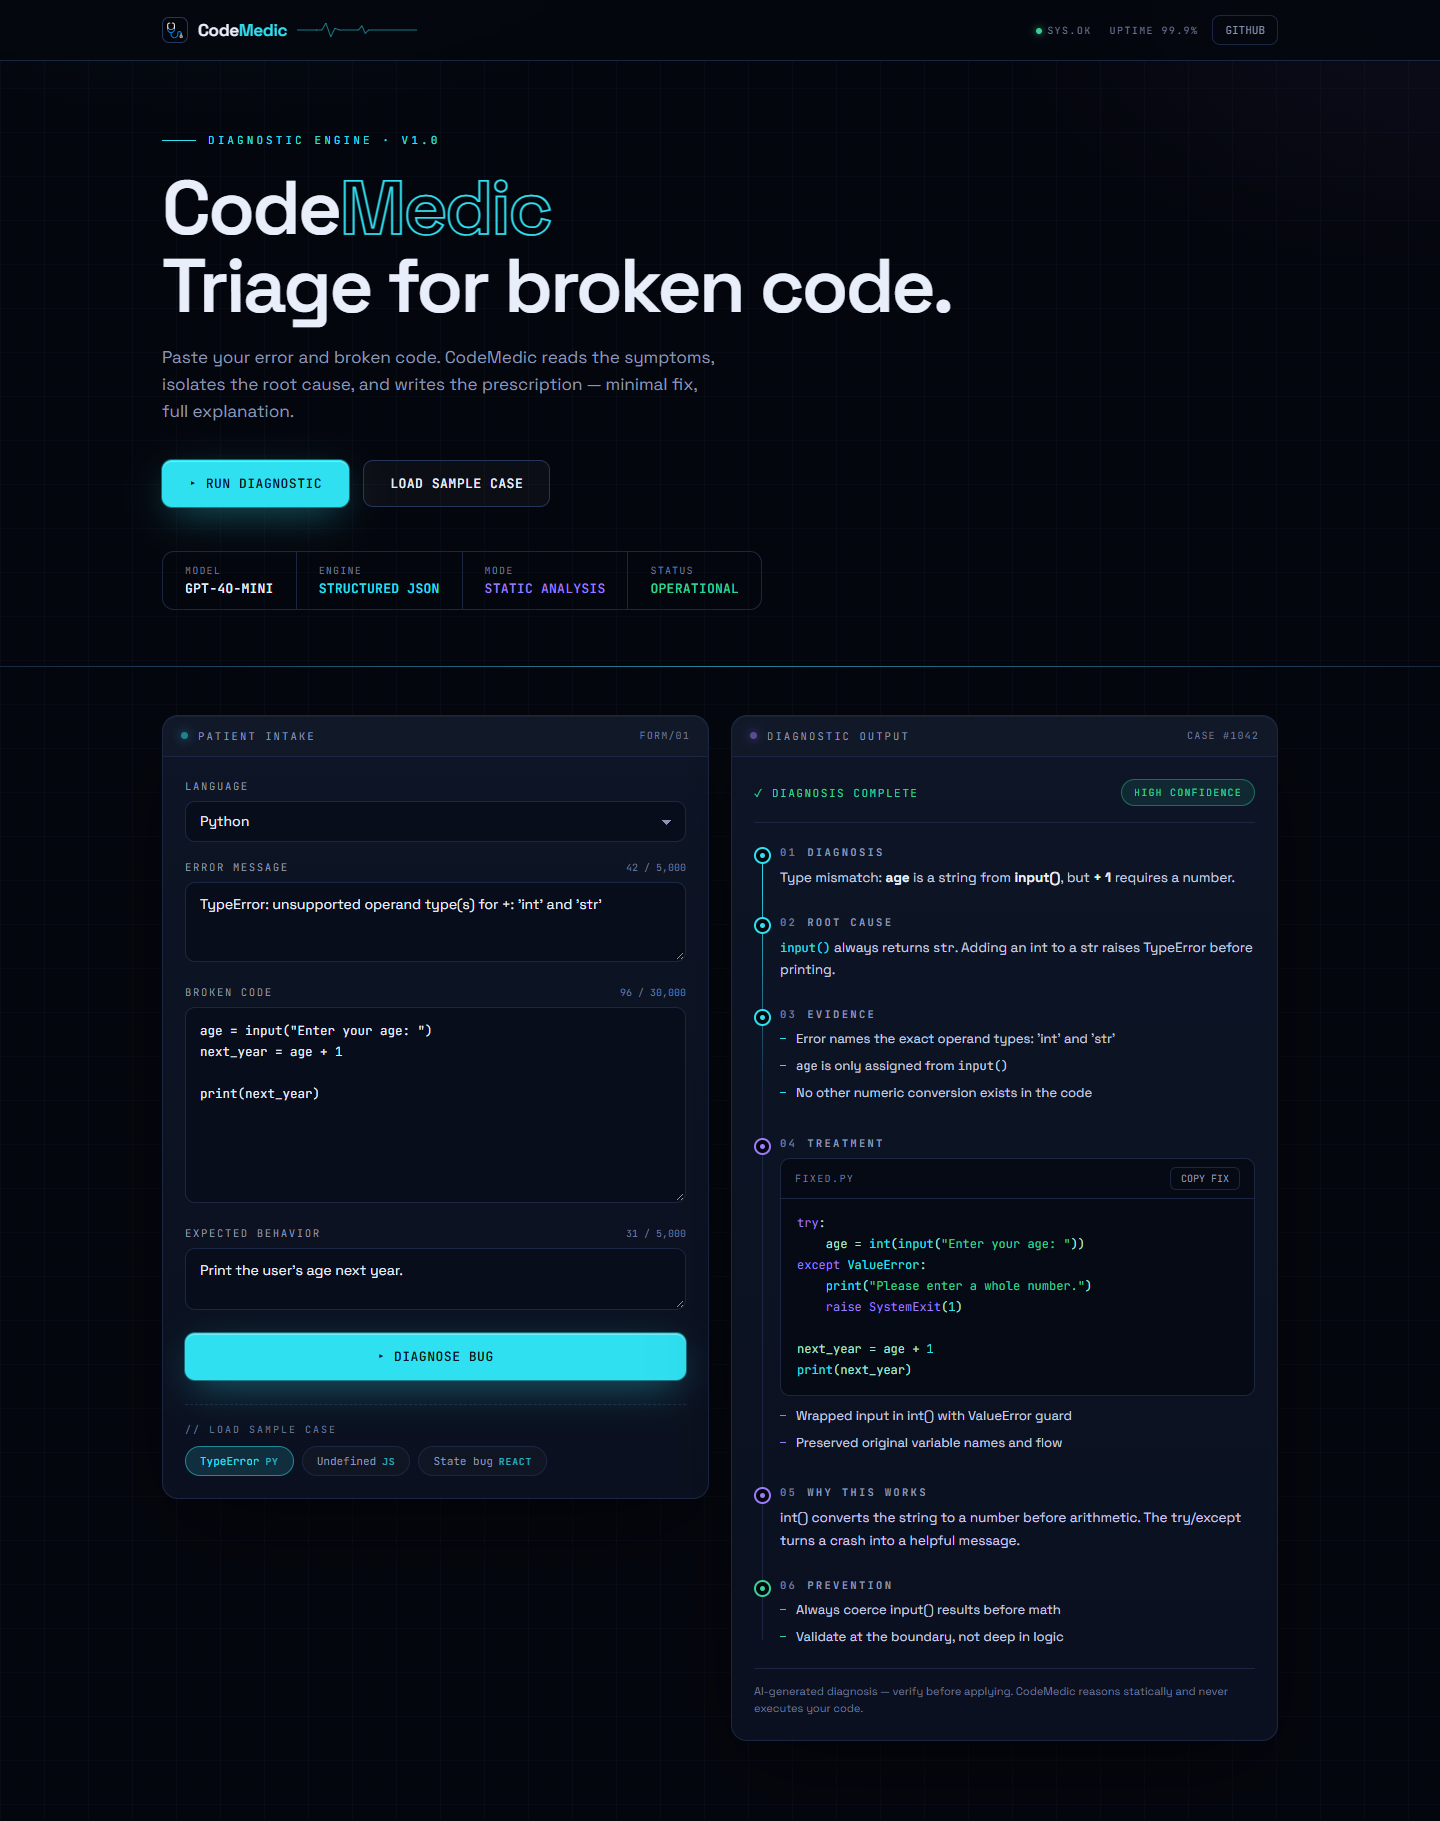 CodeMedic
SYS.OK UPTIME 99.9% GITHUB
DIAGNOSTIC ENGINE · V1.0
CodeMedic
Triage for broken code.
Paste your error and broken code. CodeMedic reads the symptoms,
isolates the root cause, and writes the prescription — minimal fix,
full explanation.
▸ RUN DIAGNOSTIC
LOAD SAMPLE CASE
MODEL
GPT-4O-MINI
ENGINE
STRUCTURED JSON
MODE
STATIC ANALYSIS
STATUS
OPERATIONAL
PATIENT INTAKE FORM/01
LANGUAGE
Python
ERROR MESSAGE 42 / 5,000
TypeError: unsupported operand type(s) for +: 'int' and 'str'
BROKEN CODE 96 / 30,000
age = input("Enter your age: ")
next_year = age + 1
print(next_year)
EXPECTED BEHAVIOR 31 / 5,000
Print the user's age next year.
▸ DIAGNOSE BUG
// LOAD SAMPLE CASE
TypeError PY
Undefined JS
State bug REACT
DIAGNOSTIC OUTPUT CASE #1042
✓ DIAGNOSIS COMPLETE HIGH CONFIDENCE
01 DIAGNOSIS
Type mismatch: age is a string from input(), but + 1 requires a number.
02 ROOT CAUSE
input() always returns str. Adding an int to a str raises TypeError before
printing.
03 EVIDENCE
– Error names the exact operand types: 'int' and 'str'
– age is only assigned from input()
– No other numeric conversion exists in the code
04 TREATMENT
FIXED.PY COPY FIX
try:
    age = int(input("Enter your age: "))
except ValueError:
    print("Please enter a whole number.")
    raise SystemExit(1)
next_year = age + 1
print(next_year)
– Wrapped input in int() with ValueError guard
– Preserved original variable names and flow
05 WHY THIS WORKS
int() converts the string to a number before arithmetic. The try/except
turns a crash into a helpful message.
06 PREVENTION
– Always coerce input() results before math
– Validate at the boundary, not deep in logic
AI-generated diagnosis — verify before applying. CodeMedic reasons statically and never
executes your code.